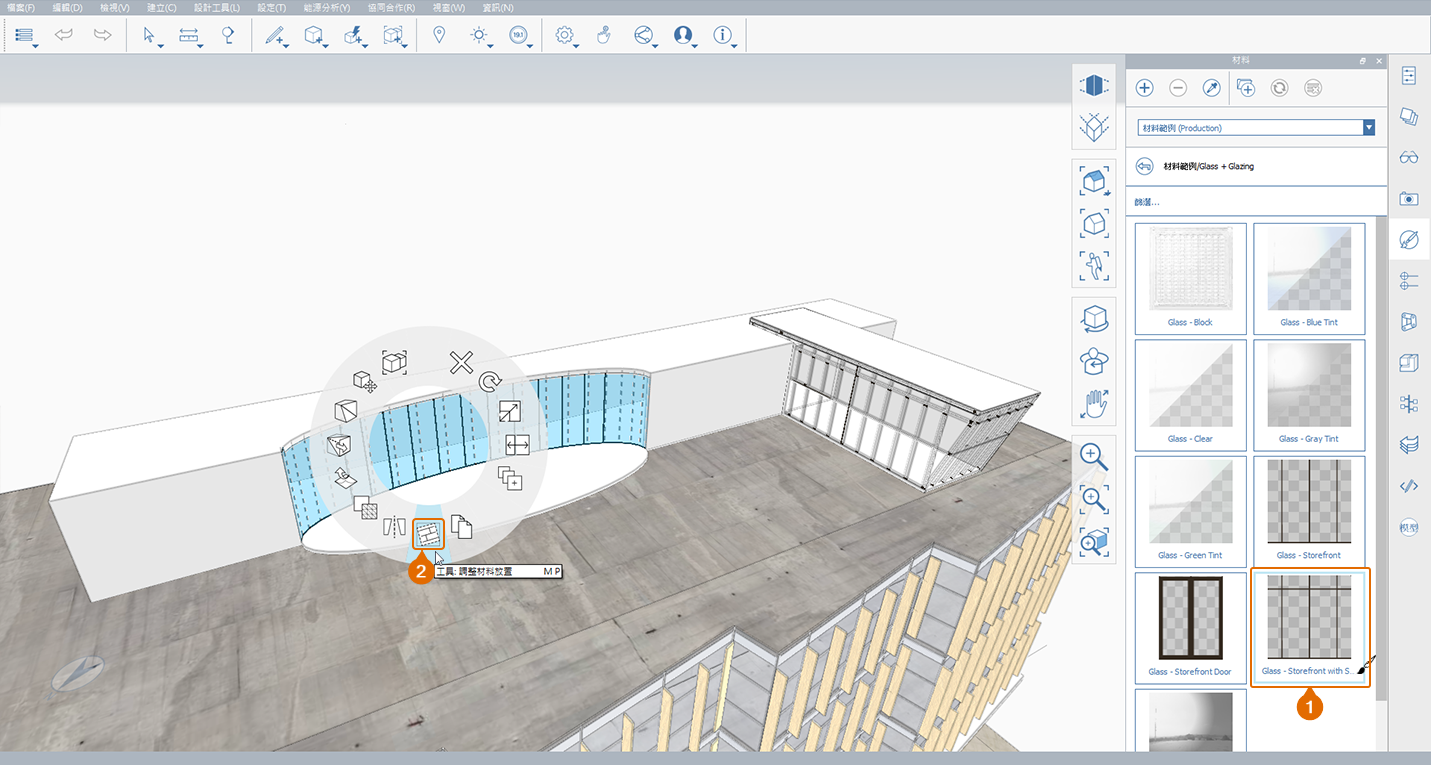 檔案(F) 編輯(D) 檢視(V) 建立(C) 設計工具(L) 設定(T) 能源分析(Y) 協同合作(R) 視窗(W) 資訊(N)
19.1
材料
材料範例 (Production)
材料範例/Glass + Glazing
篩選...
Glass - Block
Glass - Blue Tint
Glass - Clear
Glass - Gray Tint
Glass - Green Tint
Glass - Storefront
Glass - Storefront Door
Glass - Storefront with S...
1
2
工具: 調整材料放置 M P
模型